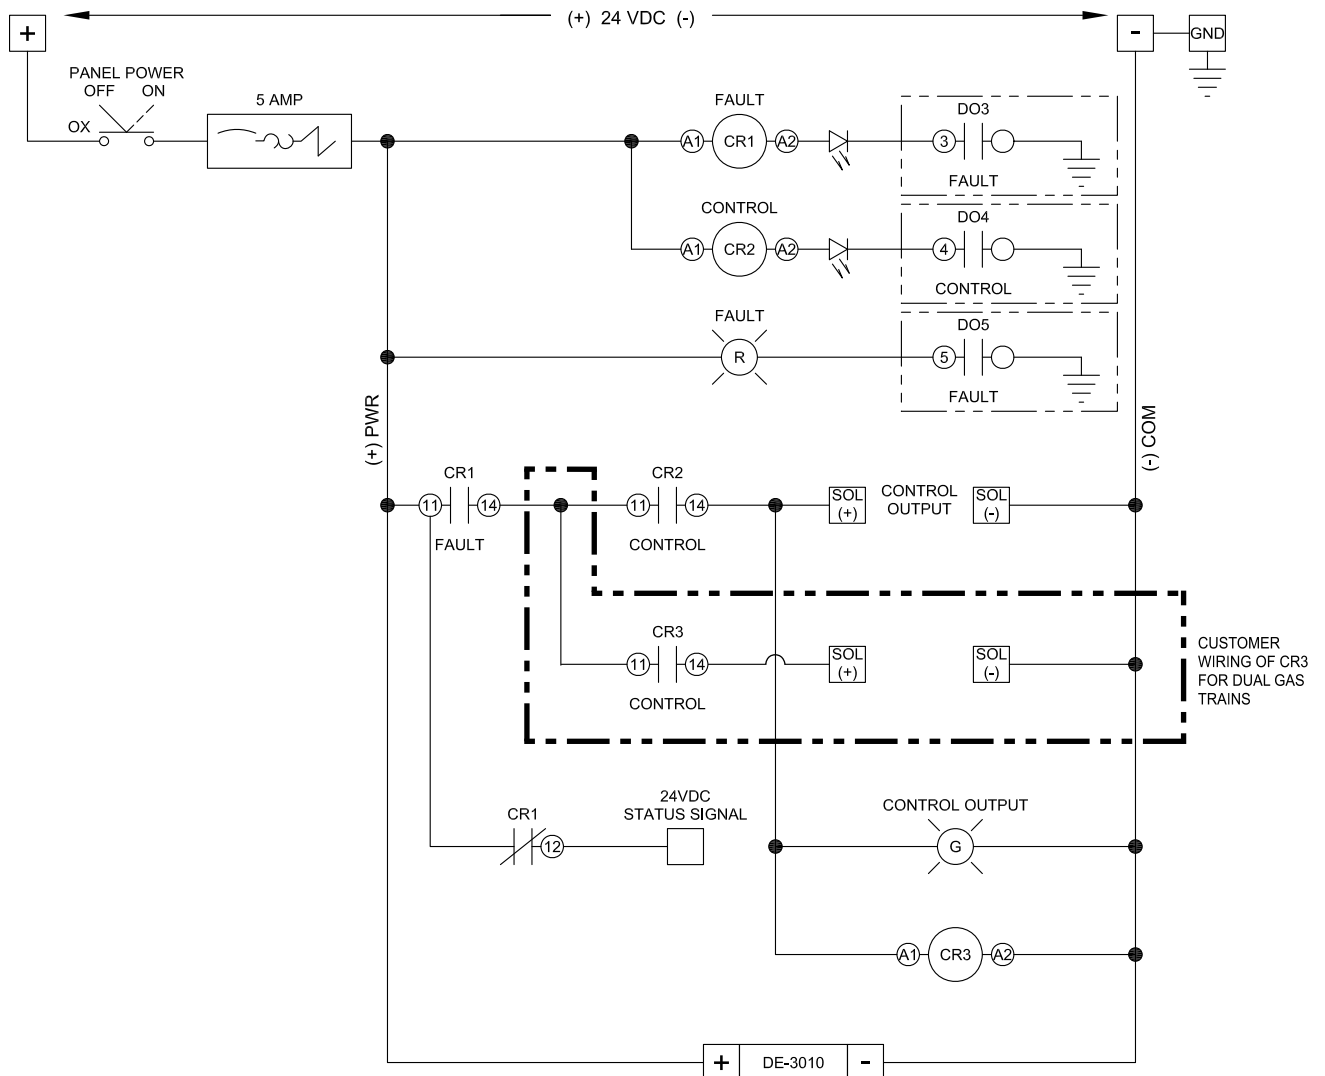 (+) 24 VDC (-)
+
-
GND
PANEL POWER
OFF ON
OX
5 AMP
FAULT
A1 CR1 A2
DO3
3
FAULT
CONTROL
A1 CR2 A2
DO4
4
CONTROL
FAULT
R
DO5
5
FAULT
(+) PWR
(-) COM
CR1
11 14
FAULT
CR2
11 14
CONTROL
SOL
(+)
CONTROL
OUTPUT
SOL
(-)
CR3
11 14
CONTROL
SOL
(+)
SOL
(-)
CUSTOMER
WIRING OF CR3
FOR DUAL GAS
TRAINS
CR1
12
24VDC
STATUS SIGNAL
CONTROL OUTPUT
G
A1 CR3 A2
+ DE-3010 -